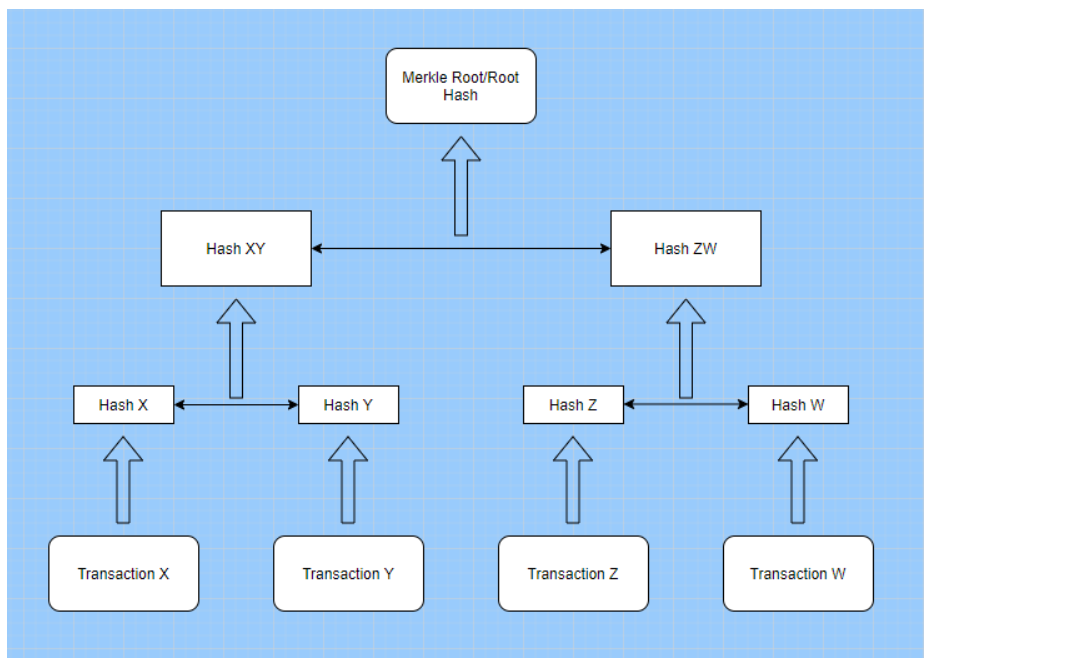 Merkle Root/Root
Hash
Hash XY
Hash ZW
Hash X
Hash Y
Hash Z
Hash W
Transaction X
Transaction Y
Transaction Z
Transaction W